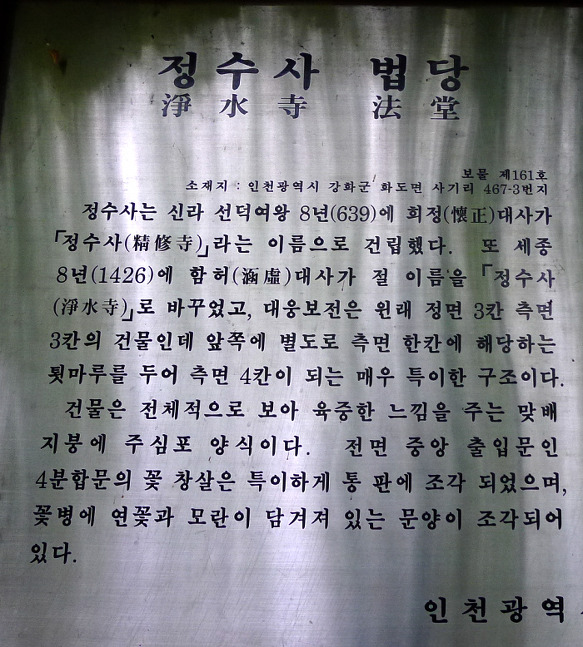 정수사 법당
淨水寺 法堂
보물 제161호
소재지 : 인천광역시 강화군 화도면 사기리 467-3번지
정수사는 신라 선덕여왕 8년(639)에 희정(懷正)대사가
「정수사(精修寺)」라는 이름으로 건립했다. 또 세종
8년(1426)에 함허(涵虛)대사가 절 이름을 「정수사
(淨水寺)」로 바꾸었고, 대웅보전은 원래 정면 3칸 측면
3칸의 건물인데 앞쪽에 별도로 측면 한칸에 해당하는
툇마루를 두어 측면 4칸이 되는 매우 특이한 구조이다.
건물은 전체적으로 보아 육중한 느낌을 주는 맞배
지붕에 주심포 양식이다. 전면 중앙 출입문인
4분합문의 꽃 창살은 특이하게 통 판에 조각 되었으며,
꽃병에 연꽃과 모란이 담겨져 있는 문양이 조각되어
있다.
인천광역